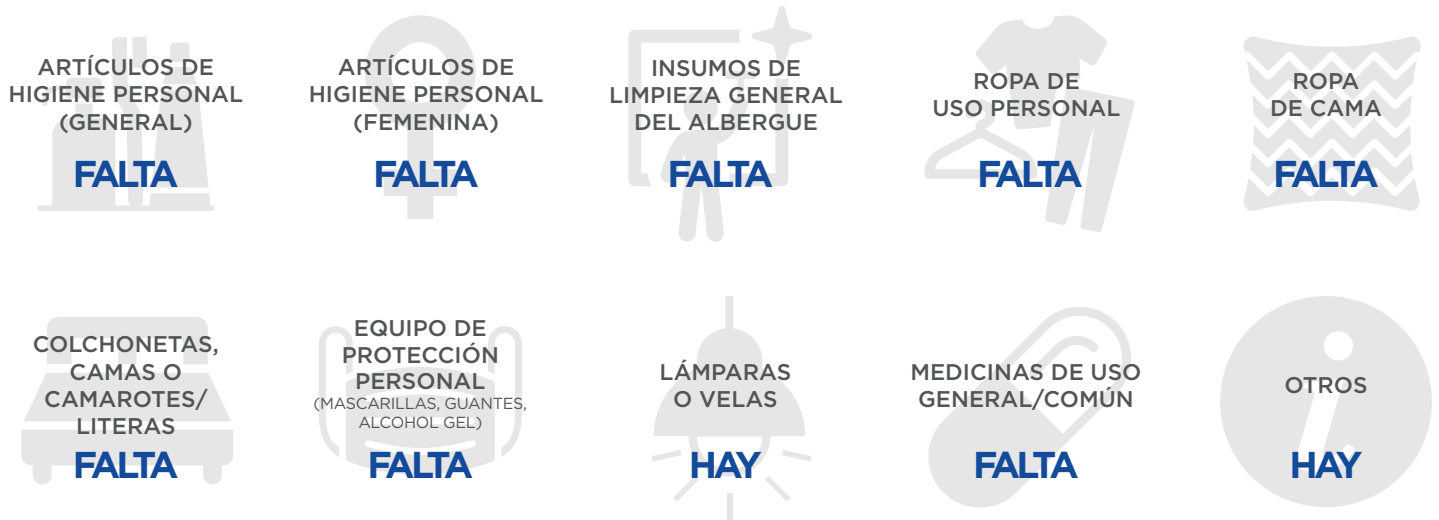 ARTÍCULOS DE
HIGIENE PERSONAL
(GENERAL)
FALTA
ARTÍCULOS DE
HIGIENE PERSONAL
(FEMENINA)
FALTA
INSUMOS DE
LIMPIEZA GENERAL
DEL ALBERGUE
FALTA
ROPA DE
USO PERSONAL
FALTA
ROPA
DE CAMA
FALTA
COLCHONETAS,
CAMAS O
CAMAROTES/
LITERAS
FALTA
EQUIPO DE
PROTECCIÓN
PERSONAL
(MASCARILLAS, GUANTES,
ALCOHOL GEL)
FALTA
LÁMPARAS
O VELAS
HAY
MEDICINAS DE USO
GENERAL/COMÚN
FALTA
OTROS
HAY